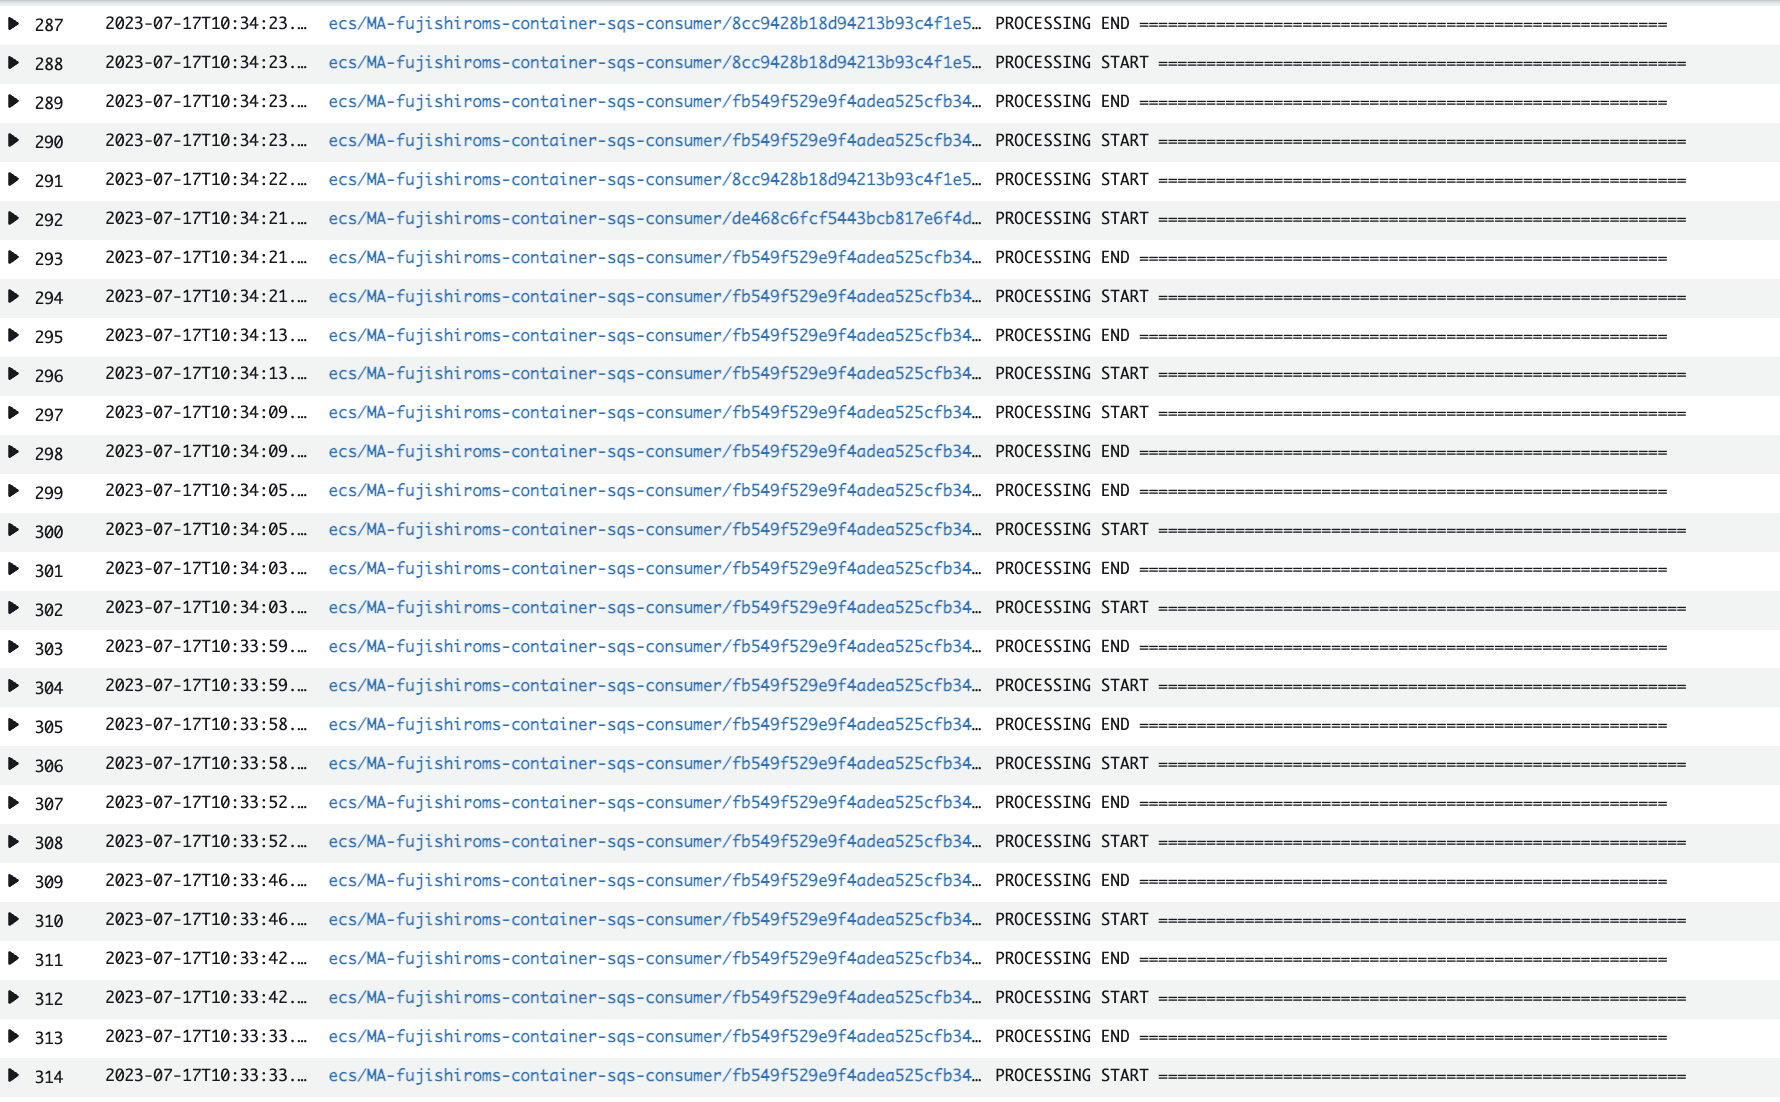 287 2023-07-17T10:34:23.… ecs/MA-fujishiroms-container-sqs-consumer/8cc9428b18d94213b93c4f1e5… PROCESSING END =======================================================
288 2023-07-17T10:34:23.… ecs/MA-fujishiroms-container-sqs-consumer/8cc9428b18d94213b93c4f1e5… PROCESSING START =======================================================
289 2023-07-17T10:34:23.… ecs/MA-fujishiroms-container-sqs-consumer/fb549f529e9f4adea525cfb34… PROCESSING END =======================================================
290 2023-07-17T10:34:23.… ecs/MA-fujishiroms-container-sqs-consumer/fb549f529e9f4adea525cfb34… PROCESSING START =======================================================
291 2023-07-17T10:34:22.… ecs/MA-fujishiroms-container-sqs-consumer/8cc9428b18d94213b93c4f1e5… PROCESSING START =======================================================
292 2023-07-17T10:34:21.… ecs/MA-fujishiroms-container-sqs-consumer/de468c6fcf5443bcb817e6f4d… PROCESSING START =======================================================
293 2023-07-17T10:34:21.… ecs/MA-fujishiroms-container-sqs-consumer/fb549f529e9f4adea525cfb34… PROCESSING END =======================================================
294 2023-07-17T10:34:21.… ecs/MA-fujishiroms-container-sqs-consumer/fb549f529e9f4adea525cfb34… PROCESSING START =======================================================
295 2023-07-17T10:34:13.… ecs/MA-fujishiroms-container-sqs-consumer/fb549f529e9f4adea525cfb34… PROCESSING END =======================================================
296 2023-07-17T10:34:13.… ecs/MA-fujishiroms-container-sqs-consumer/fb549f529e9f4adea525cfb34… PROCESSING START =======================================================
297 2023-07-17T10:34:09.… ecs/MA-fujishiroms-container-sqs-consumer/fb549f529e9f4adea525cfb34… PROCESSING START =======================================================
298 2023-07-17T10:34:09.… ecs/MA-fujishiroms-container-sqs-consumer/fb549f529e9f4adea525cfb34… PROCESSING END =======================================================
299 2023-07-17T10:34:05.… ecs/MA-fujishiroms-container-sqs-consumer/fb549f529e9f4adea525cfb34… PROCESSING END =======================================================
300 2023-07-17T10:34:05.… ecs/MA-fujishiroms-container-sqs-consumer/fb549f529e9f4adea525cfb34… PROCESSING START =======================================================
301 2023-07-17T10:34:03.… ecs/MA-fujishiroms-container-sqs-consumer/fb549f529e9f4adea525cfb34… PROCESSING END =======================================================
302 2023-07-17T10:34:03.… ecs/MA-fujishiroms-container-sqs-consumer/fb549f529e9f4adea525cfb34… PROCESSING START =======================================================
303 2023-07-17T10:33:59.… ecs/MA-fujishiroms-container-sqs-consumer/fb549f529e9f4adea525cfb34… PROCESSING END =======================================================
304 2023-07-17T10:33:59.… ecs/MA-fujishiroms-container-sqs-consumer/fb549f529e9f4adea525cfb34… PROCESSING START =======================================================
305 2023-07-17T10:33:58.… ecs/MA-fujishiroms-container-sqs-consumer/fb549f529e9f4adea525cfb34… PROCESSING END =======================================================
306 2023-07-17T10:33:58.… ecs/MA-fujishiroms-container-sqs-consumer/fb549f529e9f4adea525cfb34… PROCESSING START =======================================================
307 2023-07-17T10:33:52.… ecs/MA-fujishiroms-container-sqs-consumer/fb549f529e9f4adea525cfb34… PROCESSING END =======================================================
308 2023-07-17T10:33:52.… ecs/MA-fujishiroms-container-sqs-consumer/fb549f529e9f4adea525cfb34… PROCESSING START =======================================================
309 2023-07-17T10:33:46.… ecs/MA-fujishiroms-container-sqs-consumer/fb549f529e9f4adea525cfb34… PROCESSING END =======================================================
310 2023-07-17T10:33:46.… ecs/MA-fujishiroms-container-sqs-consumer/fb549f529e9f4adea525cfb34… PROCESSING START =======================================================
311 2023-07-17T10:33:42.… ecs/MA-fujishiroms-container-sqs-consumer/fb549f529e9f4adea525cfb34… PROCESSING END =======================================================
312 2023-07-17T10:33:42.… ecs/MA-fujishiroms-container-sqs-consumer/fb549f529e9f4adea525cfb34… PROCESSING START =======================================================
313 2023-07-17T10:33:33.… ecs/MA-fujishiroms-container-sqs-consumer/fb549f529e9f4adea525cfb34… PROCESSING END =======================================================
314 2023-07-17T10:33:33.… ecs/MA-fujishiroms-container-sqs-consumer/fb549f529e9f4adea525cfb34… PROCESSING START =======================================================